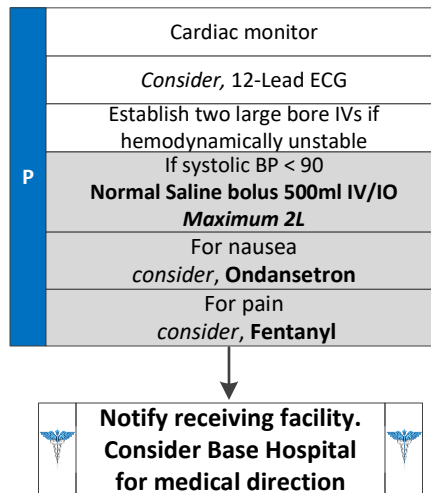 Cardiac monitor
Consider, 12-Lead ECG
Establish two large bore IVs if
hemodynamically unstable
P
If systolic BP < 90
Normal Saline bolus 500ml IV/IO
Maximum 2L
For nausea
consider, Ondansetron
For pain
consider, Fentanyl
Notify receiving facility.
Consider Base Hospital
for medical direction